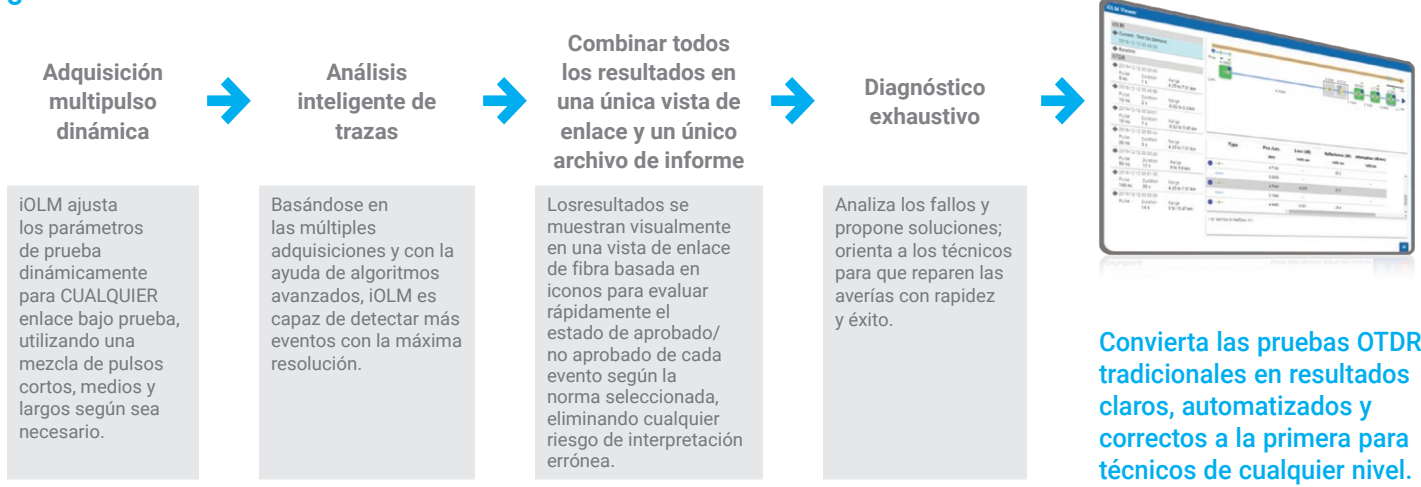 Adquisición
multipulso
dinámica
Análisis
inteligente de
trazas
Combinar todos
los resultados en
una única vista de
enlace y un único
archivo de informe
Diagnóstico
exhaustivo
iOLM ajusta
los parámetros
de prueba
dinámicamente
para CUALQUIER
enlace bajo prueba,
utilizando una
mezcla de pulsos
cortos, medios y
largos según sea
necesario.
Basándose en
las múltiples
adquisiciones y con la
ayuda de algoritmos
avanzados, iOLM es
capaz de detectar más
eventos con la máxima
resolución.
Losresultados se
muestran visualmente
en una vista de enlace
de fibra basada en
iconos para evaluar
rápidamente el
estado de aprobado/
no aprobado de cada
evento según la
norma seleccionada,
eliminando cualquier
riesgo de interpretación
errónea.
Analiza los fallos y
propone soluciones;
orienta a los técnicos
para que reparen las
averías con rapidez
y éxito.
iOLM Viewer
iOLM
OTDR
Type
Convierta las pruebas OTDR
tradicionales en resultados
claros, automatizados y
correctos a la primera para
técnicos de cualquier nivel.